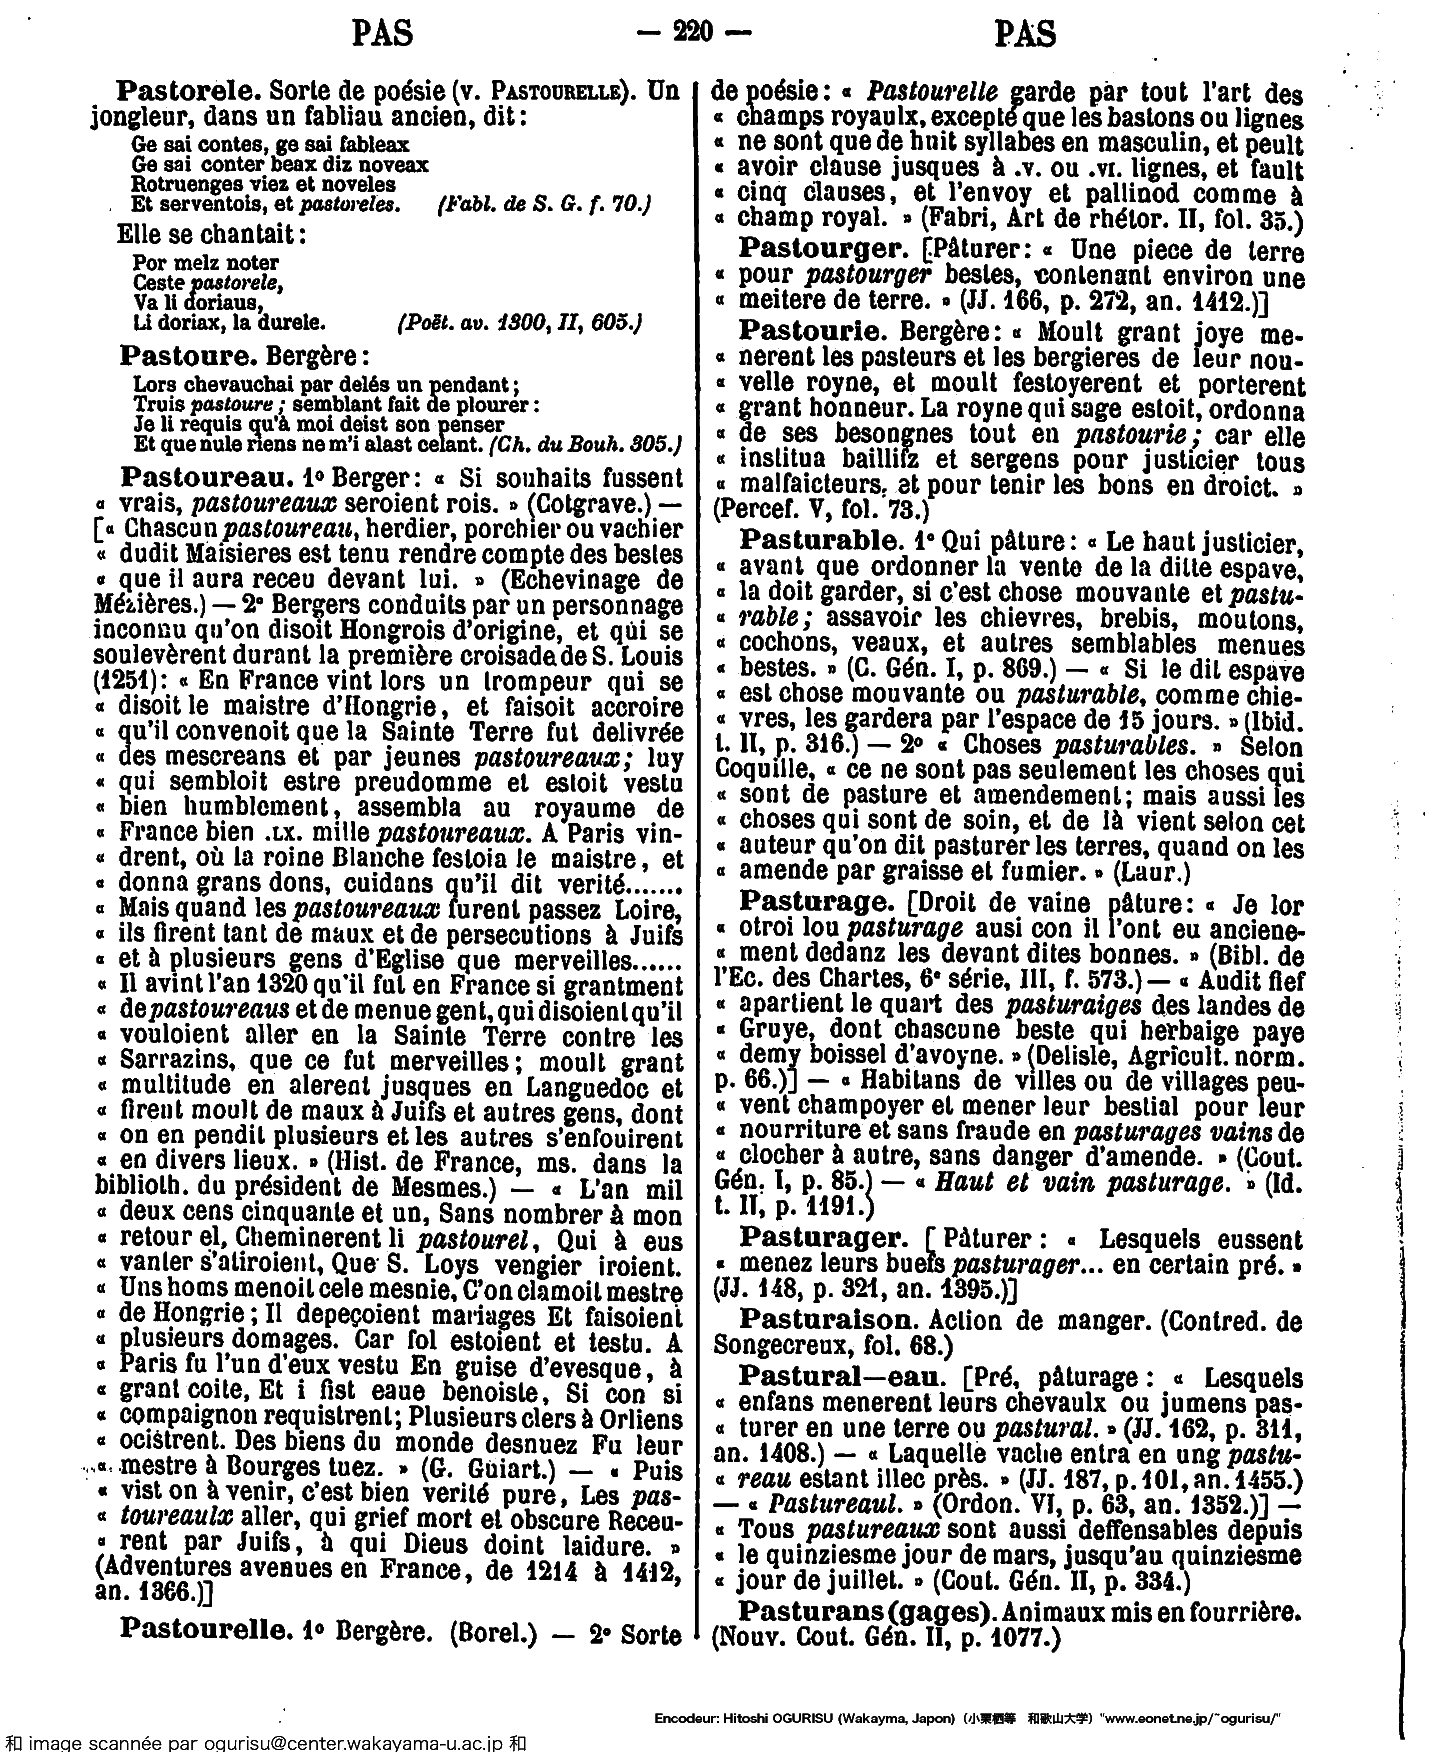 PAS — 220 — PAS
Pastorele. Sorte de poésie (v. PASTOURELLE). Un
jongleur, dans un fabliau ancien, dit :
Ge sai contes, ge sai fableax
Ge sai conter beax diz noveax
Rotruenges viez et noveles
Et serventois, et pastoreles. (Fabl. de S. G. f. 70.)
Elle se chantait :
Por melz noter
Ceste pastorele,
Va li doriaus,
Li doriax, la durele. (Poët. av. 1300, II, 605.)
Pastoure. Bergère :
Lors chevauchai par delés un pendant ;
Truis pastoure ; semblant fait de plourer :
Je li requis qu'à moi deist son penser
Et que nule riens ne m'i alast celant. (Ch. du Bouh. 305.)
Pastoureau. 1º Berger : « Si souhaits fussent
« vrais, pastoureaux seroient rois. » (Cotgrave.) —
[« Chascun pastoureau, herdier, porchier ou vachier
« dudit Maisieres est tenu rendre compte des bestes
« que il aura receu devant lui. » (Echevinage de
Mézières.) — 2º Bergers conduits par un personnage
inconnu qu'on disoit Hongrois d'origine, et qui se
soulevèrent durant la première croisade de S. Louis
(1251) : « En France vint lors un trompeur qui se
« disoit le maistre d'Hongrie, et faisoit accroire
« qu'il convenoit que la Sainte Terre fut delivrée
« des mescreans et par jeunes pastoureaux ; luy
« qui sembloit estre preudomme et estoit vestu
« bien humblement, assembla au royaume de
« France bien .LX. mille pastoureaux. A Paris vin-
« drent, où la roine Blanche festoia le maistre, et
« donna grans dons, cuidans qu'il dit verité.......
« Mais quand les pastoureaux furent passez Loire,
« ils firent tant de maux et de persecutions à Juifs
« et à plusieurs gens d'Eglise que merveilles......
« Il avint l'an 1320 qu'il fut en France si grantment
« de pastoureaus et de menue gent, qui disoient qu'il
« vouloient aller en la Sainte Terre contre les
« Sarrazins, que ce fut merveilles ; moult grant
« multitude en alerent jusques en Languedoc et
« firent moult de maux à Juifs et autres gens, dont
« on en pendit plusieurs et les autres s'enfouirent
« en divers lieux. » (Hist. de France, ms. dans la
biblioth. du président de Mesmes.) — « L'an mil
« deux cens cinquante et un, Sans nombrer à mon
« retour el, Cheminerent li pastourel, Qui à eus
« vanter s'atiroient, Que S. Loys vengier iroient.
« Uns homs menoit cele mesnie, C'on clamoit mestre
« de Hongrie ; Il depeçoient mariages Et faisoient
« plusieurs domages. Car fol estoient et testu. A
« Paris fu l'un d'eux vestu En guise d'evesque, à
« grant coite, Et i fist eaue benoiste, Si con si
« compaignon requistrent ; Plusieurs clers à Orliens
« ocistrent. Des biens du monde desnuez Fu leur
« mestre à Bourges tuez. » (G. Guiart.) — « Puis
« vist on à venir, c'est bien verité pure, Les pas-
« toureaulx aller, qui grief mort et obscure Receu-
« rent par Juifs, à qui Dieus doint laidure. »
(Adventures avenues en France, de 1214 à 1412,
an. 1366.)]
Pastourelle. 1º Bergère. (Borel.) — 2º Sorte
de poésie : « Pastourelle garde par tout l'art des
« champs royaulx, excepté que les bastons ou lignes
« ne sont que de huit syllabes en masculin, et peult
« avoir clause jusques à .v. ou .vi. lignes, et fault
« cinq clauses, et l'envoy et pallinod comme à
« champ royal. » (Fabri, Art de rhétor. II, fol. 35.)
Pastourger. [Pâturer : « Une piece de terre
« pour pastourger bestes, contenant environ une
« meitere de terre. » (JJ. 166, p. 272, an. 1412.)]
Pastourie. Bergère : « Moult grant joye me-
« nerent les pasteurs et les bergieres de leur nou-
« velle royne, et moult festoyerent et porterent
« grant honneur. La royne qui sage estoit, ordonna
« de ses besongnes tout en pastourie ; car elle
« institua baillifz et sergens pour justicier tous
« malfaicteurs, et pour tenir les bons en droict. »
(Percef. V, fol. 73.)
Pasturable. 1º Qui pâture : « Le haut justicier,
« avant que ordonner la vente de la ditte espave,
« la doit garder, si c'est chose mouvante et pastu-
« rable ; assavoir les chievres, brebis, moutons,
« cochons, veaux, et autres semblables menues
« bestes. » (C. Gén. I, p. 869.) — « Si le dit espave
« est chose mouvante ou pasturable, comme chie-
« vres, les gardera par l'espace de 15 jours. » (Ibid.
t. II, p. 316.) — 2º « Choses pasturables. » Selon
Coquille, « ce ne sont pas seulement les choses qui
« sont de pasture et amendement ; mais aussi les
« choses qui sont de soin, et de là vient selon cet
« auteur qu'on dit pasturer les terres, quand on les
« amende par graisse et fumier. » (Laur.)
Pasturage. [Droit de vaine pâture : « Je lor
« otroi lou pasturage ausi con il l'ont eu anciene-
« ment dedanz les devant dites bonnes. » (Bibl. de
l'Ec. des Chartes, 6e série, III, f. 573.) — « Audit fief
« apartient le quart des pasturaiges des landes de
« Gruye, dont chascune beste qui herbaige paye
« demy boissel d'avoyne. » (Delisle, Agricult. norm.
p. 66.)] — « Habitans de villes ou de villages peu-
« vent champoyer et mener leur bestial pour leur
« nourriture et sans fraude en pasturages vains de
« clocher à autre, sans danger d'amende. » (Cout.
Gén. I, p. 85.) — « Haut et vain pasturage. » (Id.
t. II, p. 1191.)
Pasturager. [ Pâturer : « Lesquels eussent
« menez leurs buefs pasturager... en certain pré. »
(JJ. 148, p. 321, an. 1395.)]
Pasturaison. Action de manger. (Contred. de
Songecreux, fol. 68.)
Pastural—eau. [Pré, pâturage : « Lesquels
« enfans menerent leurs chevaulx ou jumens pas-
« turer en une terre ou pastural. » (JJ. 162, p. 311,
an. 1408.) — « Laquelle vache entra en ung pastu-
« reau estant illec près. » (JJ. 187, p. 101, an. 1455.)
— « Pastureaul. » (Ordon. VI, p. 63, an. 1352.)] —
« Tous pastureaux sont aussi deffensables depuis
« le quinziesme jour de mars, jusqu'au quinziesme
« jour de juillet. » (Cout. Gén. II, p. 334.)
Pasturans (gages). Animaux mis en fourrière.
(Nouv. Cout. Gén. II, p. 1077.)
Encodeur: Hitoshi OGURISU (Wakayma, Japon) (小栗栖等 和歌山大学) "www.eonet.ne.jp/~ogurisu/"
和 image scannée par ogurisu@center.wakayama-u.ac.jp 和